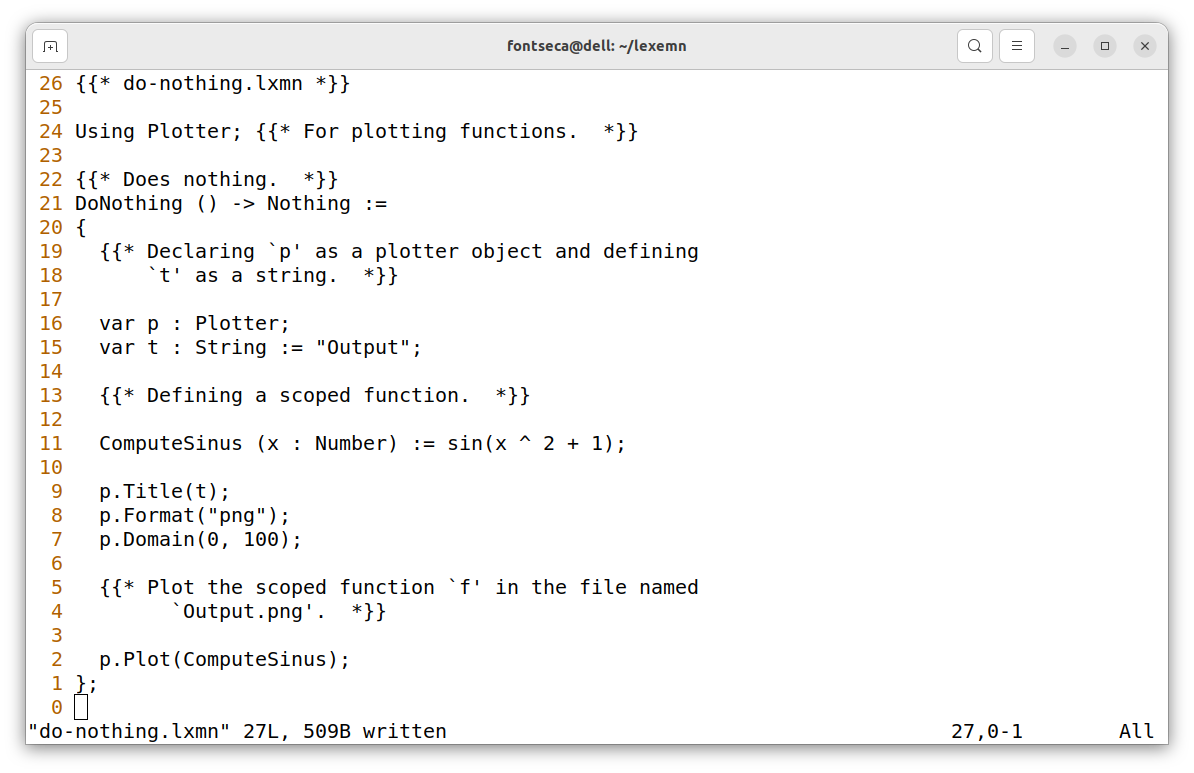 fontseca@dell: ~/lexemn
26 {{* do-nothing.lxmn *}}
25
24 Using Plotter; {{* For plotting functions.  *}}
23
22 {{* Does nothing.  *}}
21 DoNothing () -> Nothing :=
20 {
19   {{* Declaring `p' as a plotter object and defining
18       `t' as a string.  *}}
17
16   var p : Plotter;
15   var t : String := "Output";
14
13   {{* Defining a scoped function.  *}}
12
11   ComputeSinus (x : Number) := sin(x ^ 2 + 1);
10
 9   p.Title(t);
 8   p.Format("png");
 7   p.Domain(0, 100);
 6
 5   {{* Plot the scoped function `f' in the file named
 4         `Output.png'.  *}}
 3
 2   p.Plot(ComputeSinus);
 1 };
 0
"do-nothing.lxmn" 27L, 509B written 27,0-1 All